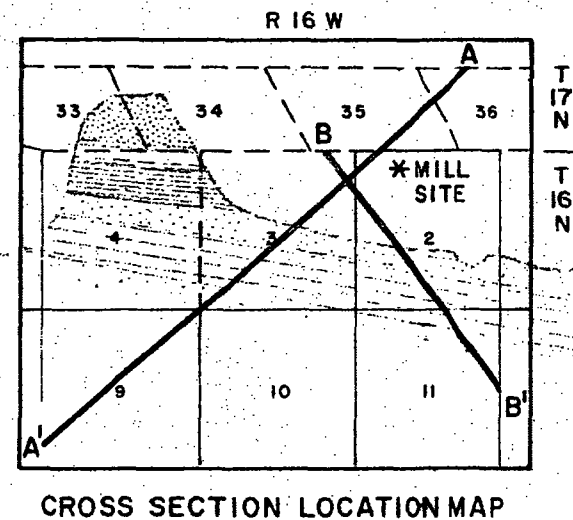 R 16 W
A
T 17 N
33 34 35 36
B
* MILL SITE
T 16 N
4 3 2
9 10 11
A' B'
CROSS SECTION LOCATION MAP